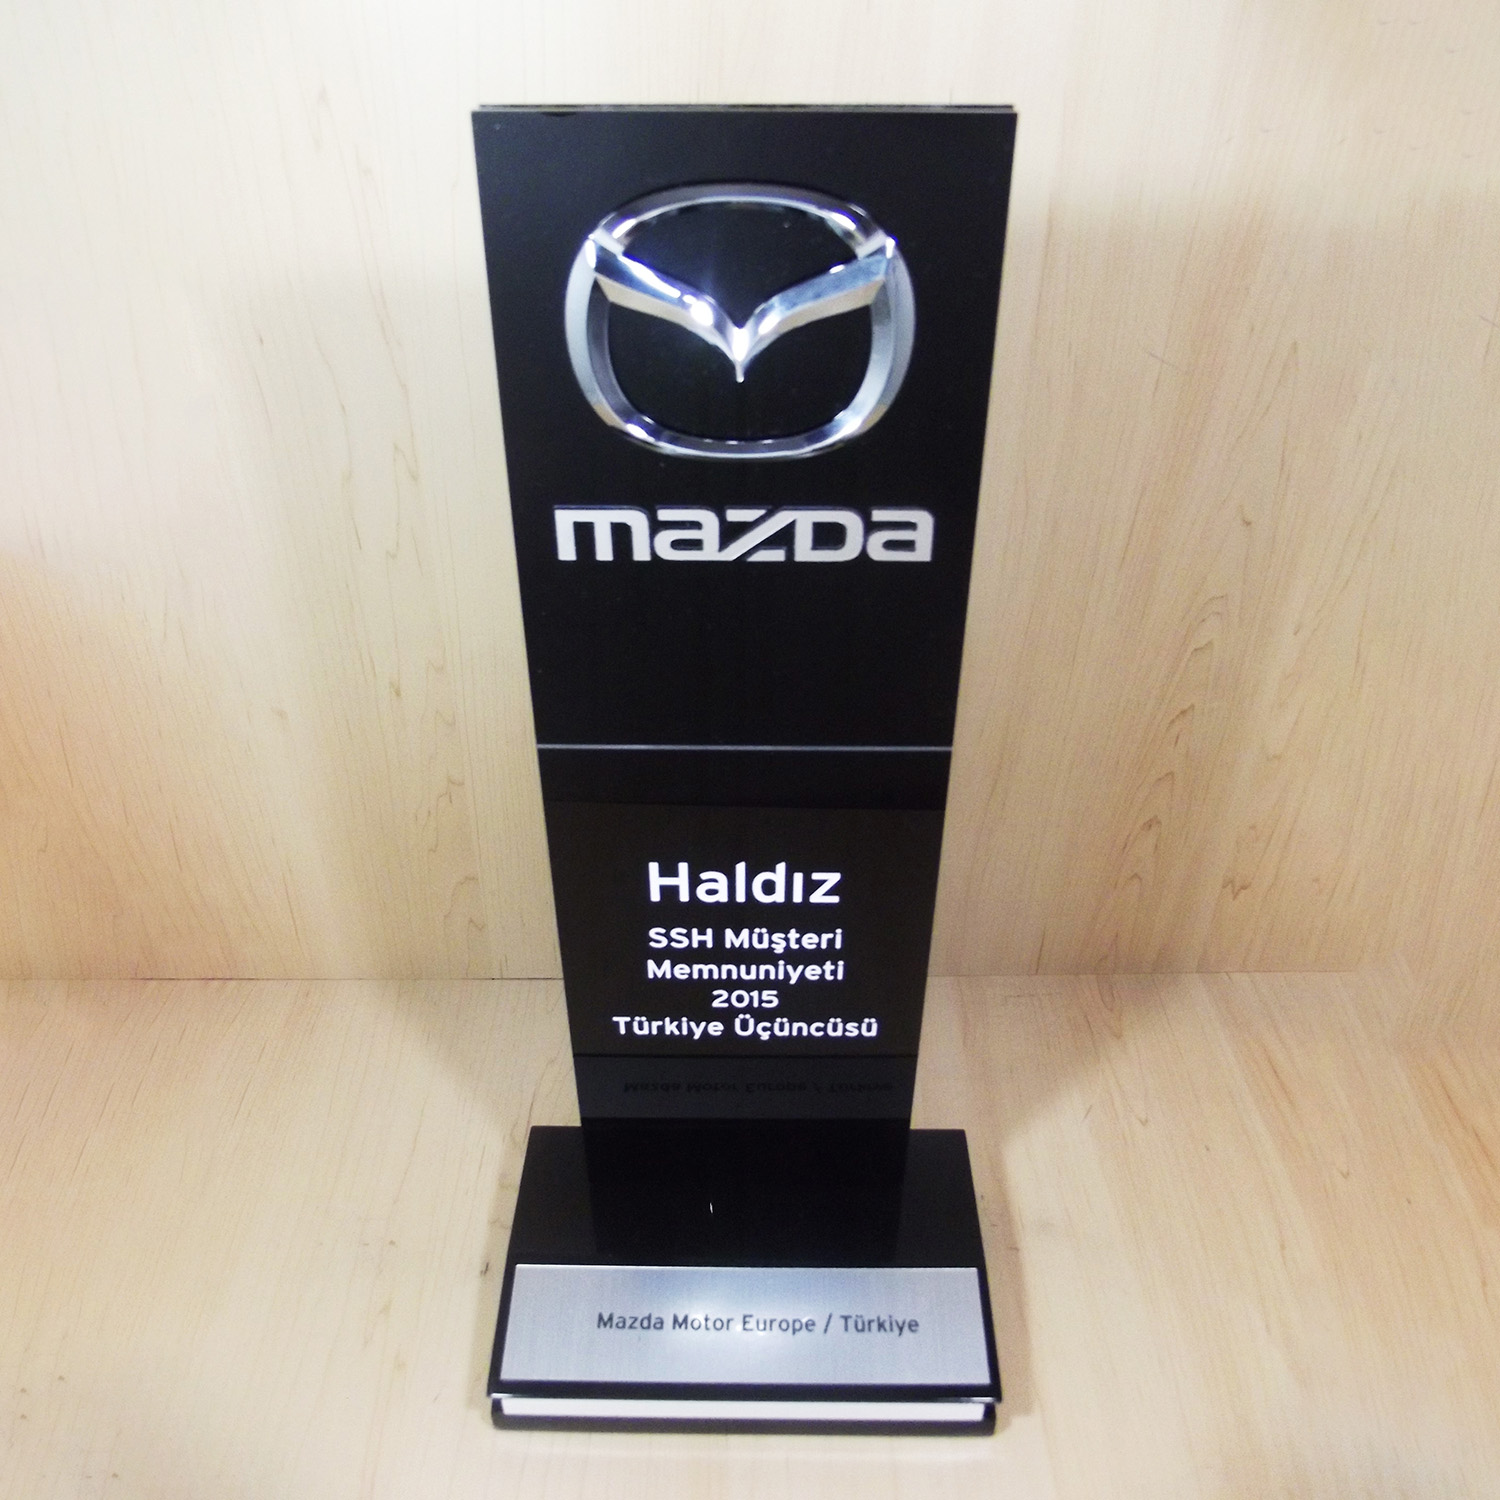 mazda
Haldız
SSH Müşteri
Memnuniyeti
2015
Türkiye Üçüncüsü
Mazda Motor Europe / Türkiye